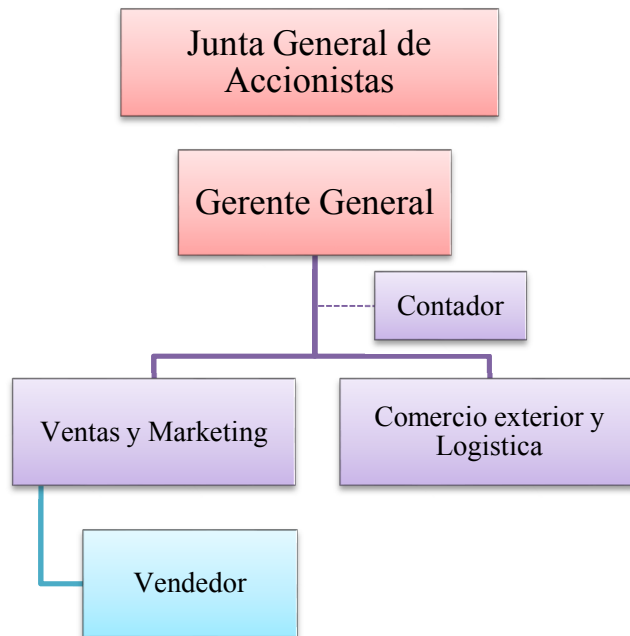 Junta General de
Accionistas
Gerente General
Contador
Ventas y Marketing
Comercio exterior y
Logistica
Vendedor